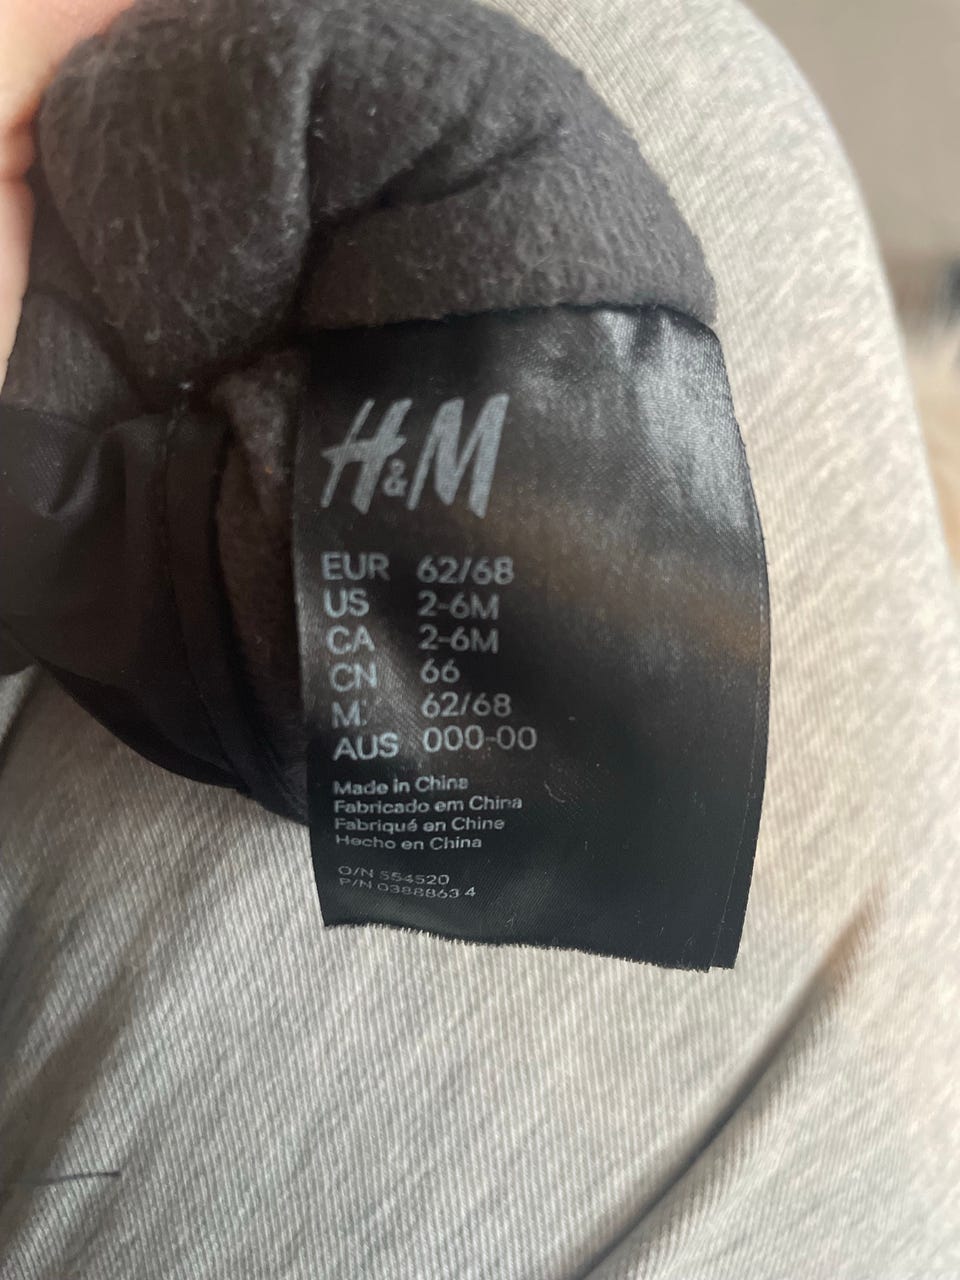 H&M
EUR 62/68
US 2-6M
CA 2-6M
CN 66
M: 62/68
AUS 000-00
Made in China
Fabricado em China
Fabriqué en Chine
Hecho en China
O/N 554520
P/N 0388863 4